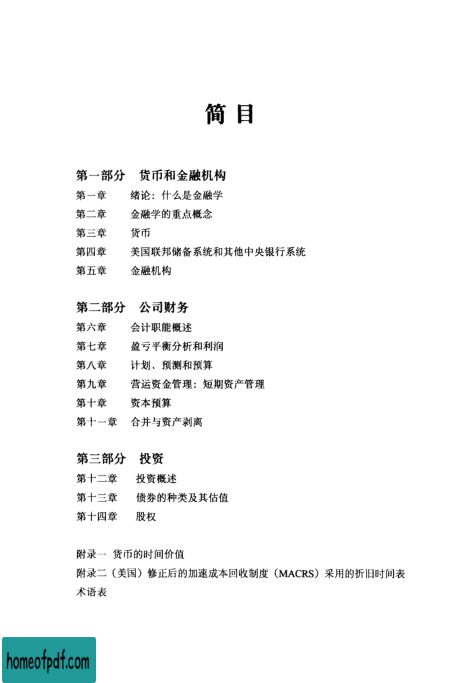 简 目
第一部分 货币和金融机构
第一章 绪论：什么是金融学
第二章 金融学的重点概念
第三章 货币
第四章 美国联邦储备系统和其他中央银行系统
第五章 金融机构
第二部分 公司财务
第六章 会计职能概述
第七章 盈亏平衡分析和利润
第八章 计划、预测和预算
第九章 营运资金管理：短期资产管理
第十章 资本预算
第十一章 合并与资产剥离
第三部分 投资
第十二章 投资概述
第十三章 债券的种类及其估值
第十四章 股权
附录一 货币的时间价值
附录二（美国）修正后的加速成本回收制度（MACRS）采用的折旧时间表
术语表
homeofpdf.com